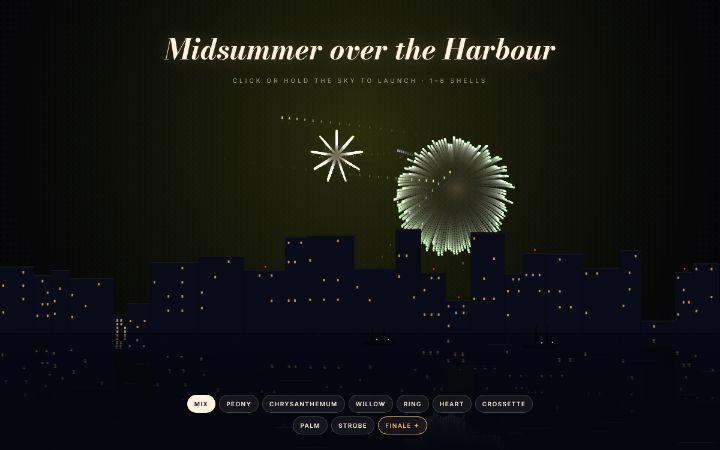 Midsummer over the Harbour
CLICK OR HOLD THE SKY TO LAUNCH · 1–8 SHELLS
MIX PEONY CHRYSANTHEMUM WILLOW RING HEART CROSSETTE
PALM STROBE FINALE ✦